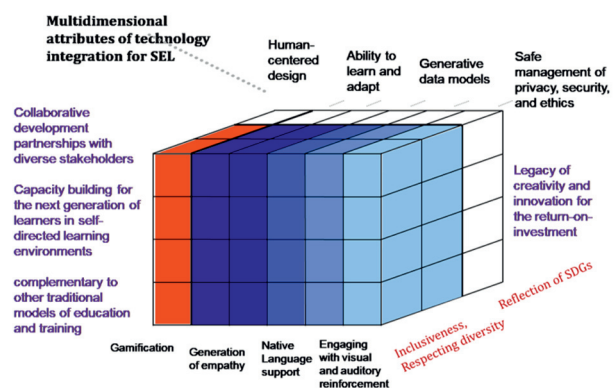 Multidimensional
attributes of technology
integration for SEL
Human-
centered
design
Ability to
learn and
adapt
Generative
data models
Safe
management of
privacy, security,
and ethics
Collaborative
development
partnerships with
diverse stakeholders
Capacity building for
the next generation of
learners in self-
directed learning
environments
complementary to
other traditional
models of education
and training
Legacy of
creativity and
innovation for
the return-on-
investment
Gamification
Generation
of empathy
Native
Language
support
Engaging
with visual
and auditory
reinforcement
Inclusiveness,
Respecting diversity
Reflection of SDGs